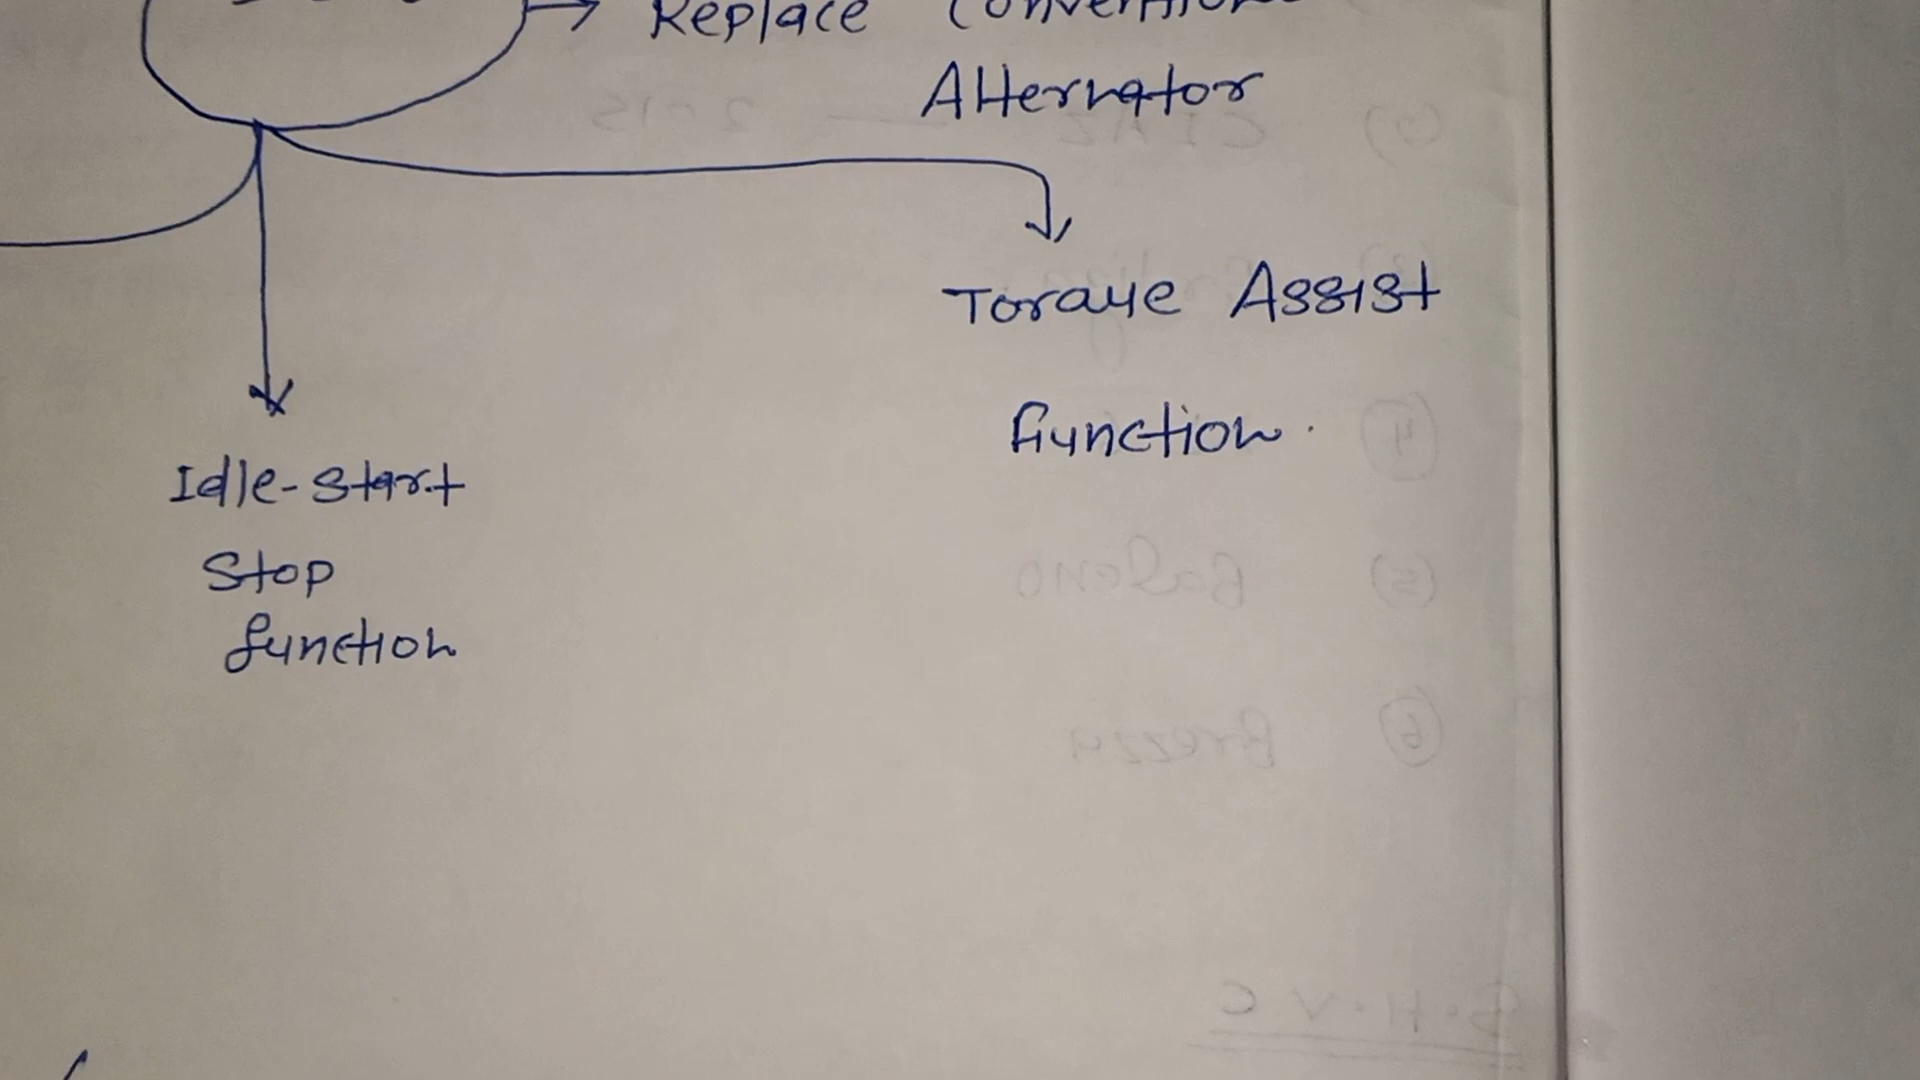 Replace
Alternator
Torque Assist
function.
Idle-start
Stop
function